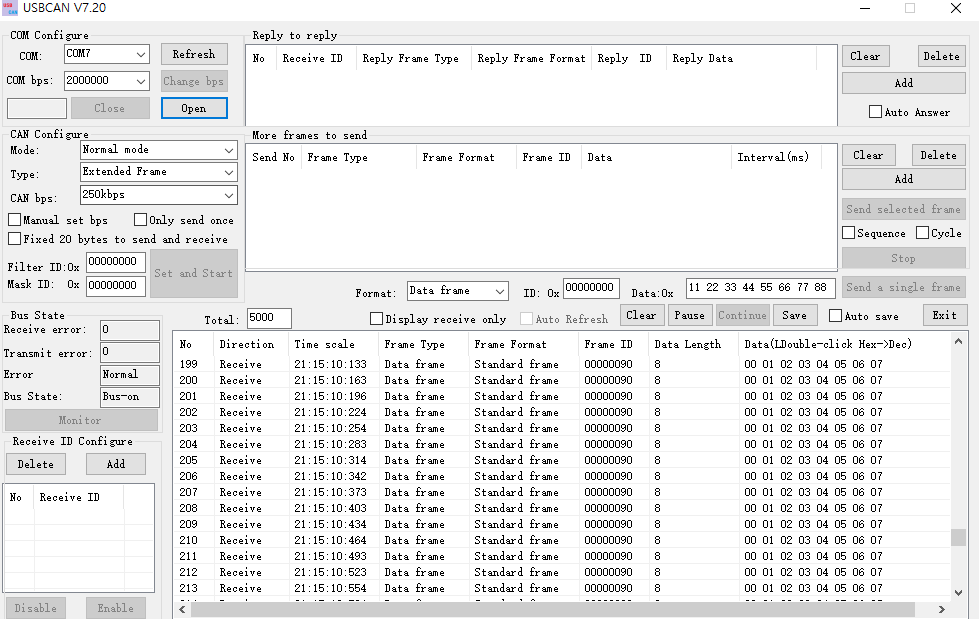 USB CAN USBCAN V7.20
COM Configure
COM: COM7 Refresh
COM bps: 2000000 Change bps
Close Open
Reply to reply
No Receive ID Reply Frame Type Reply Frame Format Reply ID Reply Data
Clear Delete
Add
Auto Answer
CAN Configure
Mode: Normal mode
Type: Extended Frame
CAN bps: 250kbps
Manual set bps Only send once
Fixed 20 bytes to send and receive
Filter ID:0x 00000000
Mask ID: 0x 00000000
Set and Start
More frames to send
Send No Frame Type Frame Format Frame ID Data Interval(ms)
Clear Delete
Add
Send selected frame
Sequence Cycle
Stop
Format: Data frame ID: 0x 00000000 Data:0x 11 22 33 44 55 66 77 88 Send a single frame
Total: 5000 Display receive only Auto Refresh Clear Pause Continue Save Auto save Exit
Bus State
Receive error: 0
Transmit error: 0
Error Normal
Bus State: Bus-on
Monitor
Receive ID Configure
Delete Add
No Receive ID
Disable Enable
No Direction Time scale Frame Type Frame Format Frame ID Data Length Data(LDouble-click Hex->Dec)
199 Receive 21:15:10:133 Data frame Standard frame 00000090 8 00 01 02 03 04 05 06 07
200 Receive 21:15:10:163 Data frame Standard frame 00000090 8 00 01 02 03 04 05 06 07
201 Receive 21:15:10:196 Data frame Standard frame 00000090 8 00 01 02 03 04 05 06 07
202 Receive 21:15:10:224 Data frame Standard frame 00000090 8 00 01 02 03 04 05 06 07
203 Receive 21:15:10:254 Data frame Standard frame 00000090 8 00 01 02 03 04 05 06 07
204 Receive 21:15:10:283 Data frame Standard frame 00000090 8 00 01 02 03 04 05 06 07
205 Receive 21:15:10:314 Data frame Standard frame 00000090 8 00 01 02 03 04 05 06 07
206 Receive 21:15:10:342 Data frame Standard frame 00000090 8 00 01 02 03 04 05 06 07
207 Receive 21:15:10:373 Data frame Standard frame 00000090 8 00 01 02 03 04 05 06 07
208 Receive 21:15:10:403 Data frame Standard frame 00000090 8 00 01 02 03 04 05 06 07
209 Receive 21:15:10:434 Data frame Standard frame 00000090 8 00 01 02 03 04 05 06 07
210 Receive 21:15:10:464 Data frame Standard frame 00000090 8 00 01 02 03 04 05 06 07
211 Receive 21:15:10:493 Data frame Standard frame 00000090 8 00 01 02 03 04 05 06 07
212 Receive 21:15:10:523 Data frame Standard frame 00000090 8 00 01 02 03 04 05 06 07
213 Receive 21:15:10:554 Data frame Standard frame 00000090 8 00 01 02 03 04 05 06 07